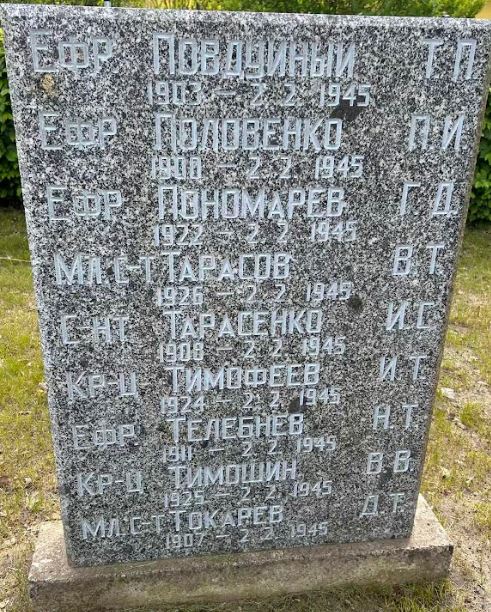 Ефр Повдуйный Т.П.
1903 – 2.2.1945
Ефр Половенко П.И
1900 – 2.2.1945
Ефр Пономарев Г.Д.
1922 – 2.2.1945
Мл.с-т Тарасов В.Т.
1926 – 2.2.1945
С-нт Тарасенко И.С
1908 – 2.2.1945
Кр-ц Тимофеев И.Т.
1924 – 2.2.1945
Ефр. Телебнев Н.Т.
1911 – 2.2.1945
Кр-ц Тимошин В.В.
1925 – 2.2.1945
Мл.с-т Токарев Д.Т.
1907 – 2.2.1945